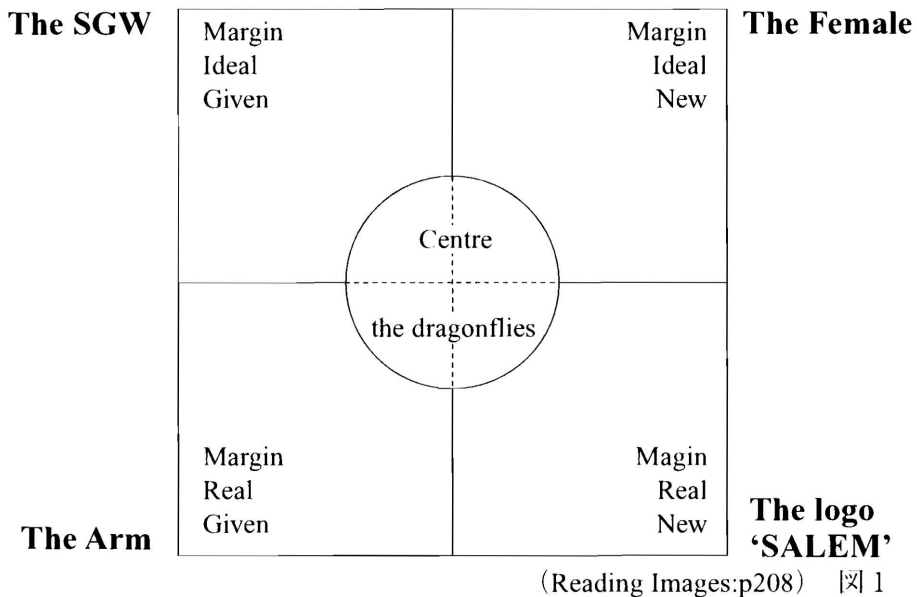 The SGW
Margin
Ideal
Given
Margin
Ideal
New
The Female
Centre
the dragonflies
Margin
Real
Given
The Arm
Magin
Real
New
The logo
‘SALEM’
(Reading Images:p208) 図 1